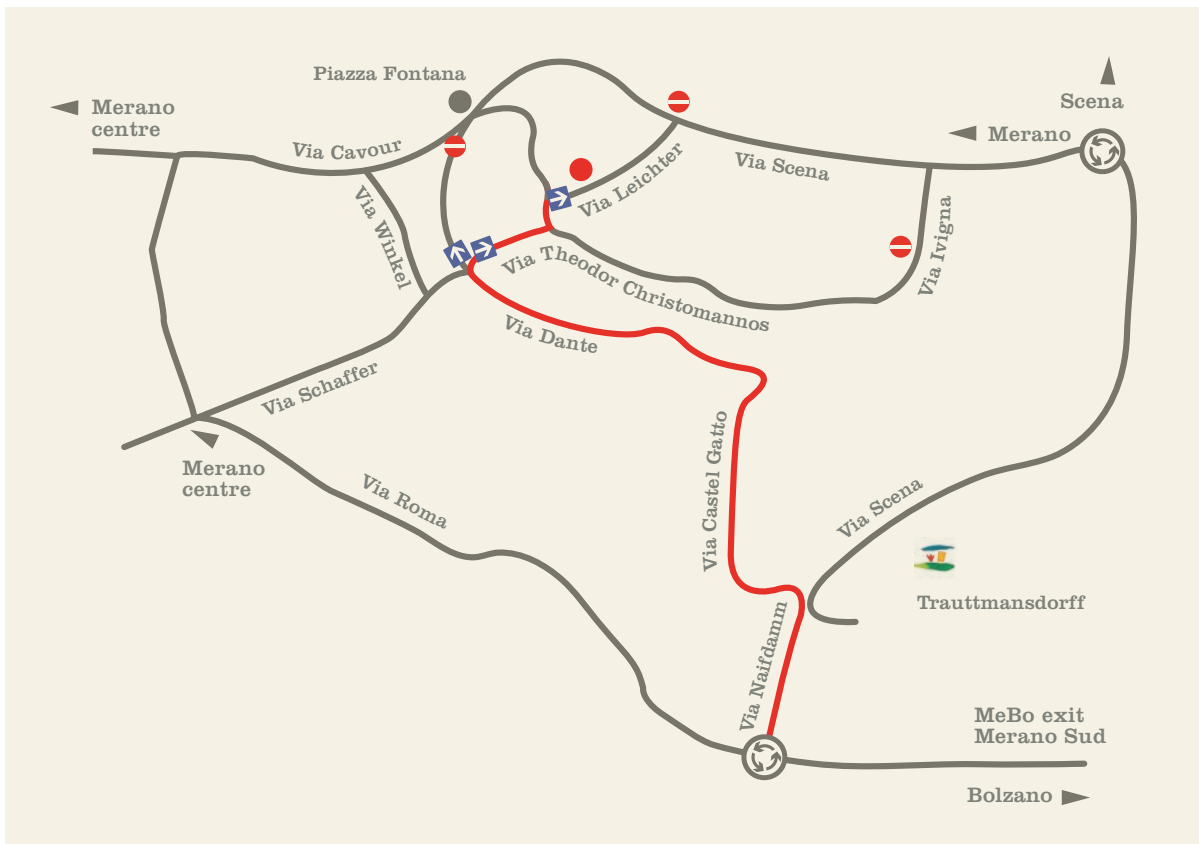 Piazza Fontana
Merano
centre
Scena
Merano
Via Cavour
Via Scena
Via Leichter
Via Winkel
Via Ivigna
Via Theodor Christomannos
Via Dante
Via Schaffer
Merano
centre
Via Castel Gatto
Via Roma
Via Scena
Trauttmansdorff
Via Naifdamm
MeBo exit
Merano Sud
Bolzano